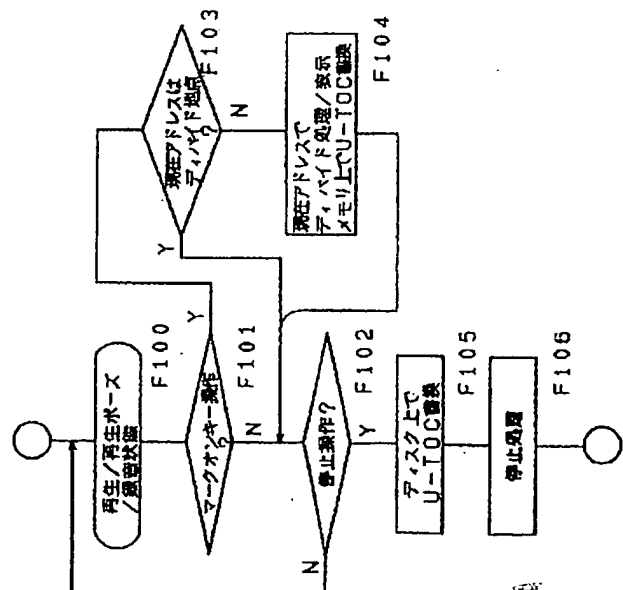 再生/再生ポーズ
/録音状態
F100
マークオンキー操作
?
F101
Y
N
現在アドレスは
ディバイド地点
?
F103
Y
N
現在アドレスで
ディバイド処理/表示
メモリ上でU-TOC書換
F104
停止操作?
F102
N
Y
ディスク上で
U-TOC書換
F105
停止処理
F106